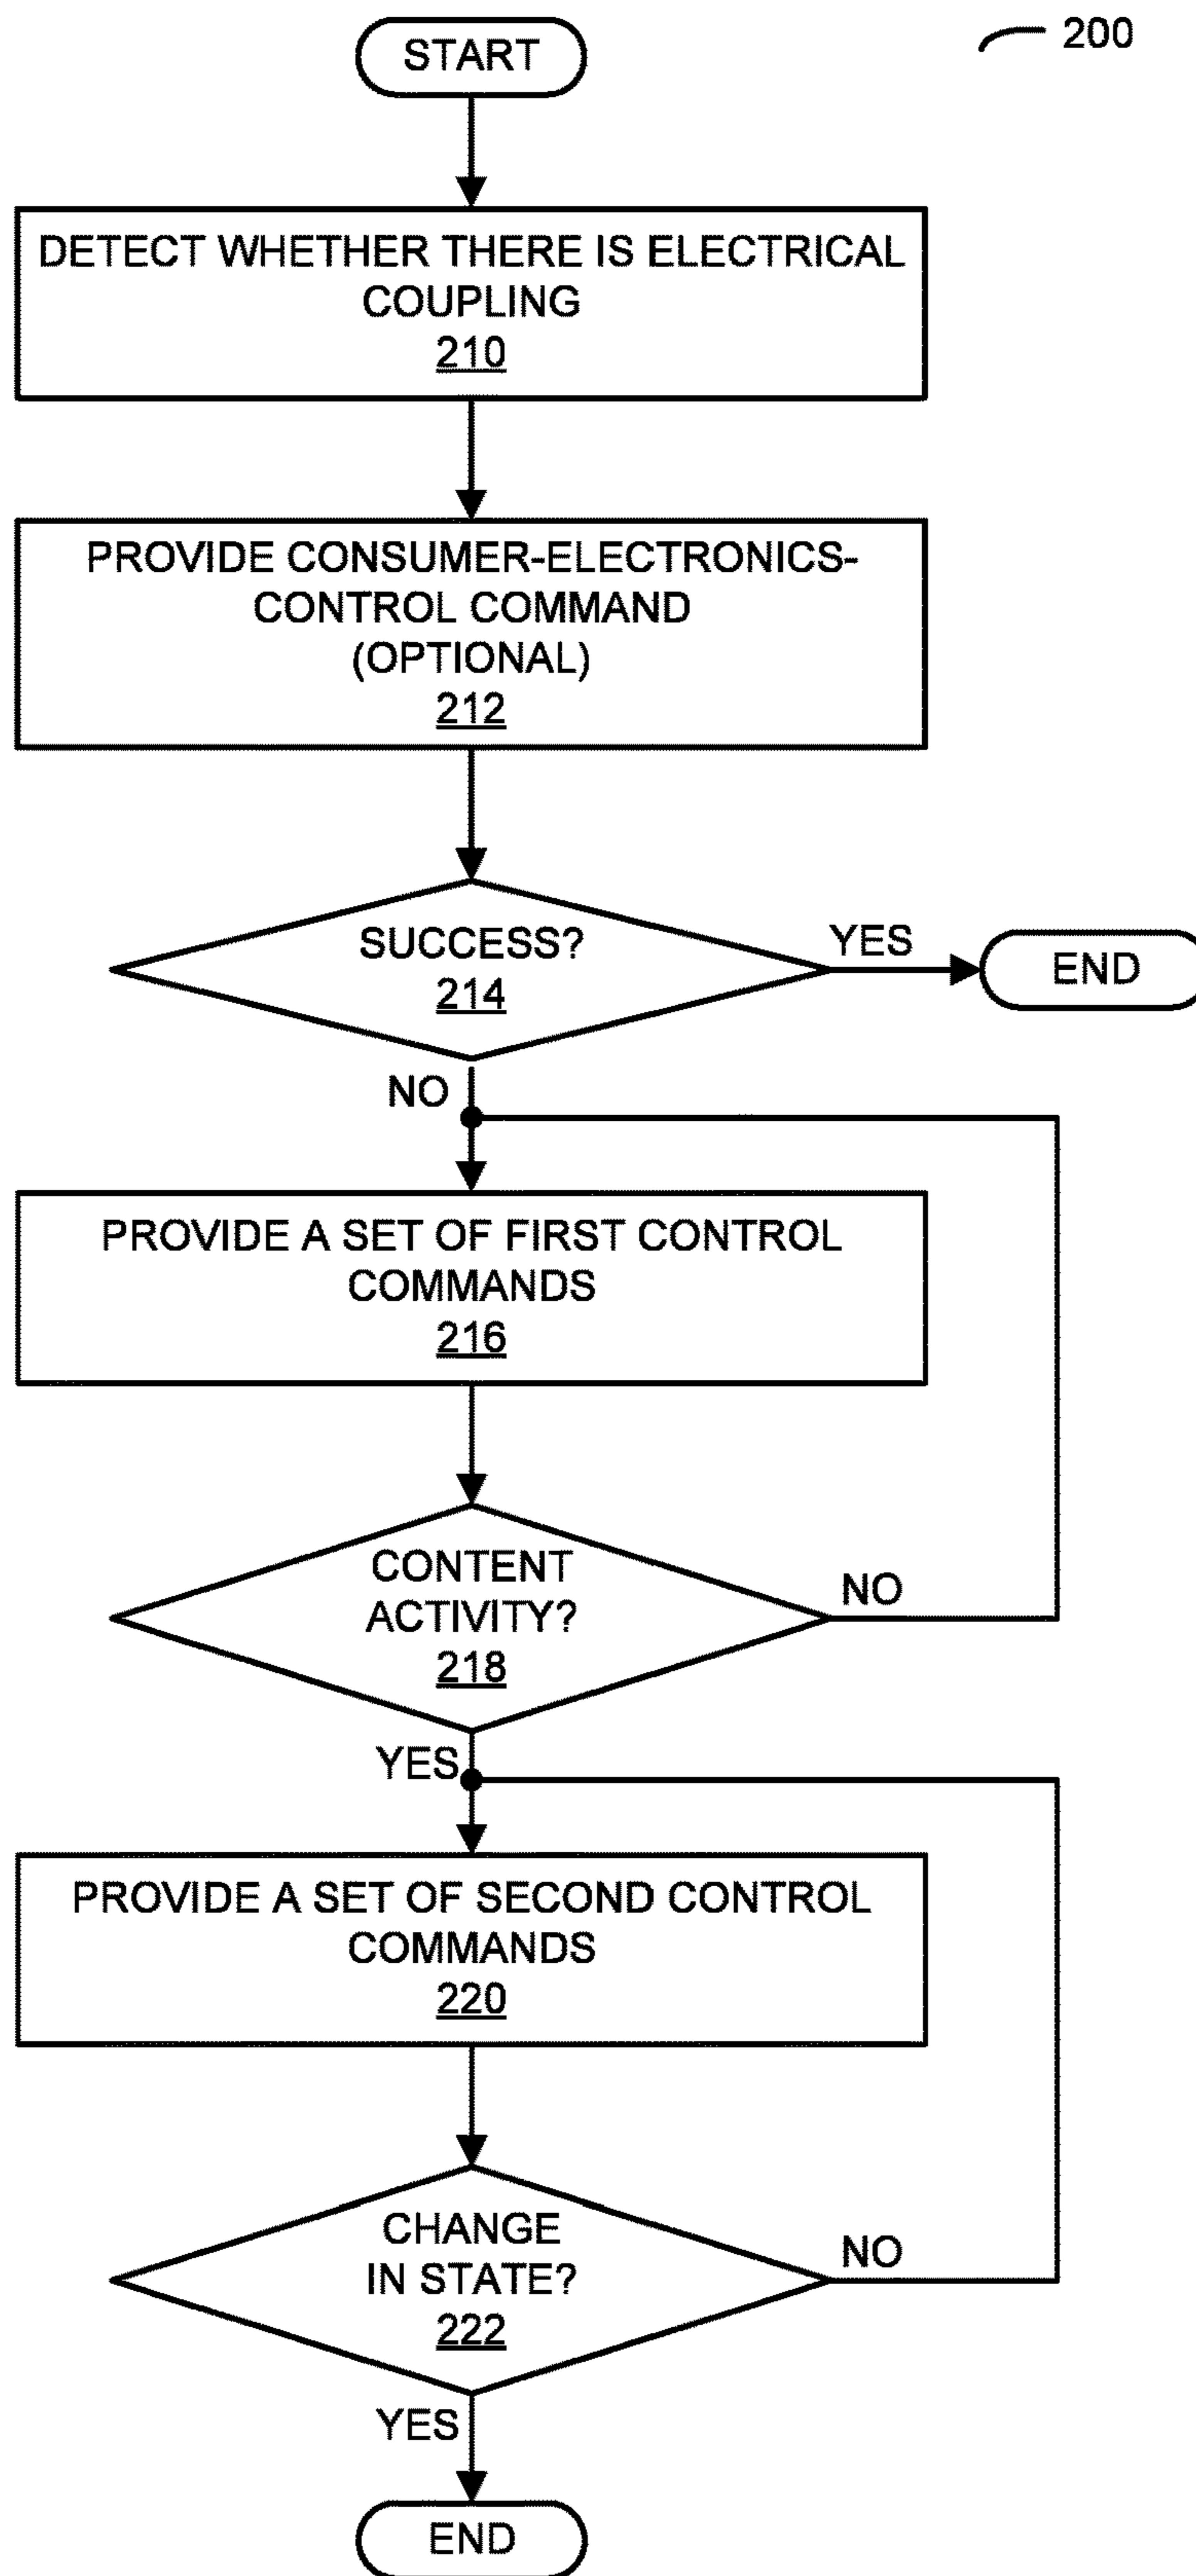 200
START
DETECT WHETHER THERE IS ELECTRICAL
COUPLING
210
PROVIDE CONSUMER-ELECTRONICS-
CONTROL COMMAND
(OPTIONAL)
212
SUCCESS?
214
YES
END
NO
PROVIDE A SET OF FIRST CONTROL
COMMANDS
216
CONTENT
ACTIVITY?
218
NO
YES
PROVIDE A SET OF SECOND CONTROL
COMMANDS
220
CHANGE
IN STATE?
222
NO
YES
END